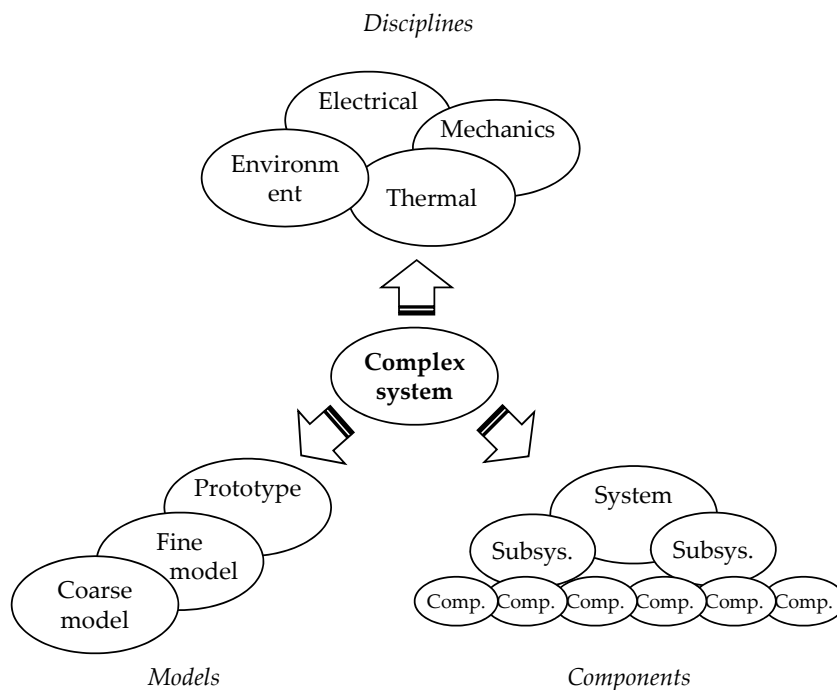 Disciplines
Electrical
Mechanics
Environm
ent
Thermal
Complex
system
Prototype
Fine
model
Coarse
model
System
Subsys.
Subsys.
Comp.
Comp.
Comp.
Comp.
Comp.
Comp.
Models
Components